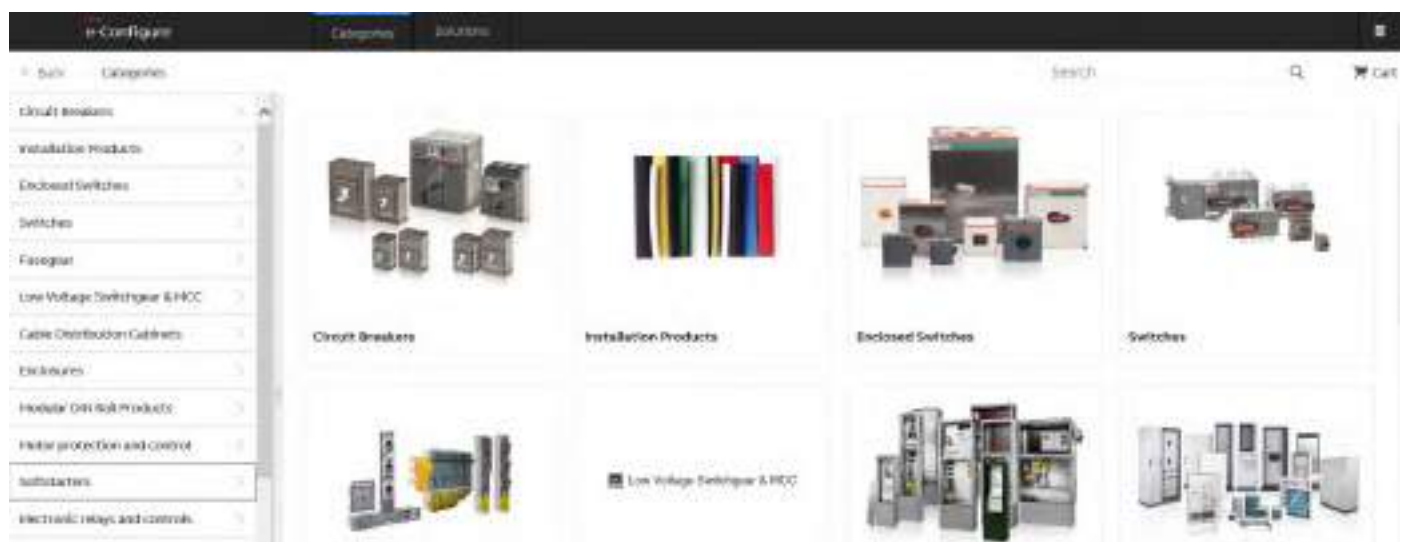 e-Configure
Categories
Solutions
Back
Categories
Search
Cart
Circuit Breakers
Installation Products
Enclosed Switches
Switches
Fusegear
Low Voltage Switchgear & MCC
Cable Distribution Cabinets
Enclosures
Modular DIN Rail Products
Motor protection and control
Softstarters
Electronic relays and controls
Circuit Breakers
Installation Products
Enclosed Switches
Switches
Low Voltage Switchgear & MCC